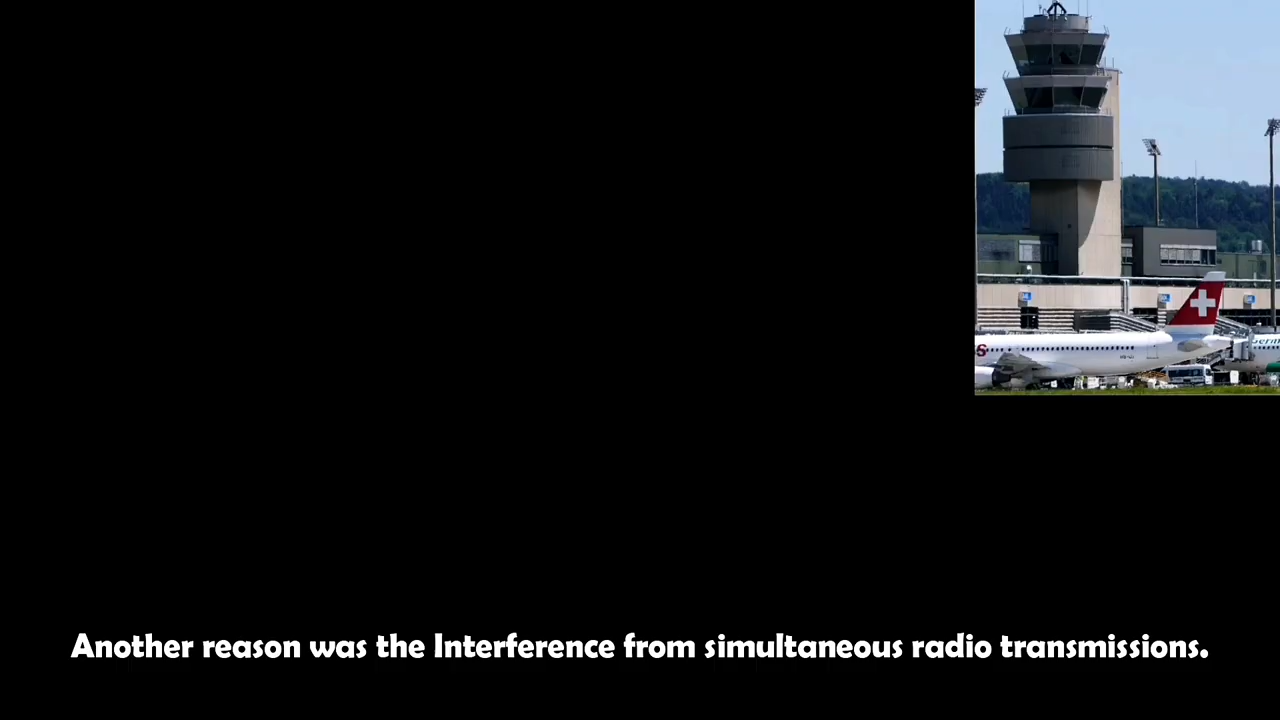 Another reason was the Interference from simultaneous radio transmissions.